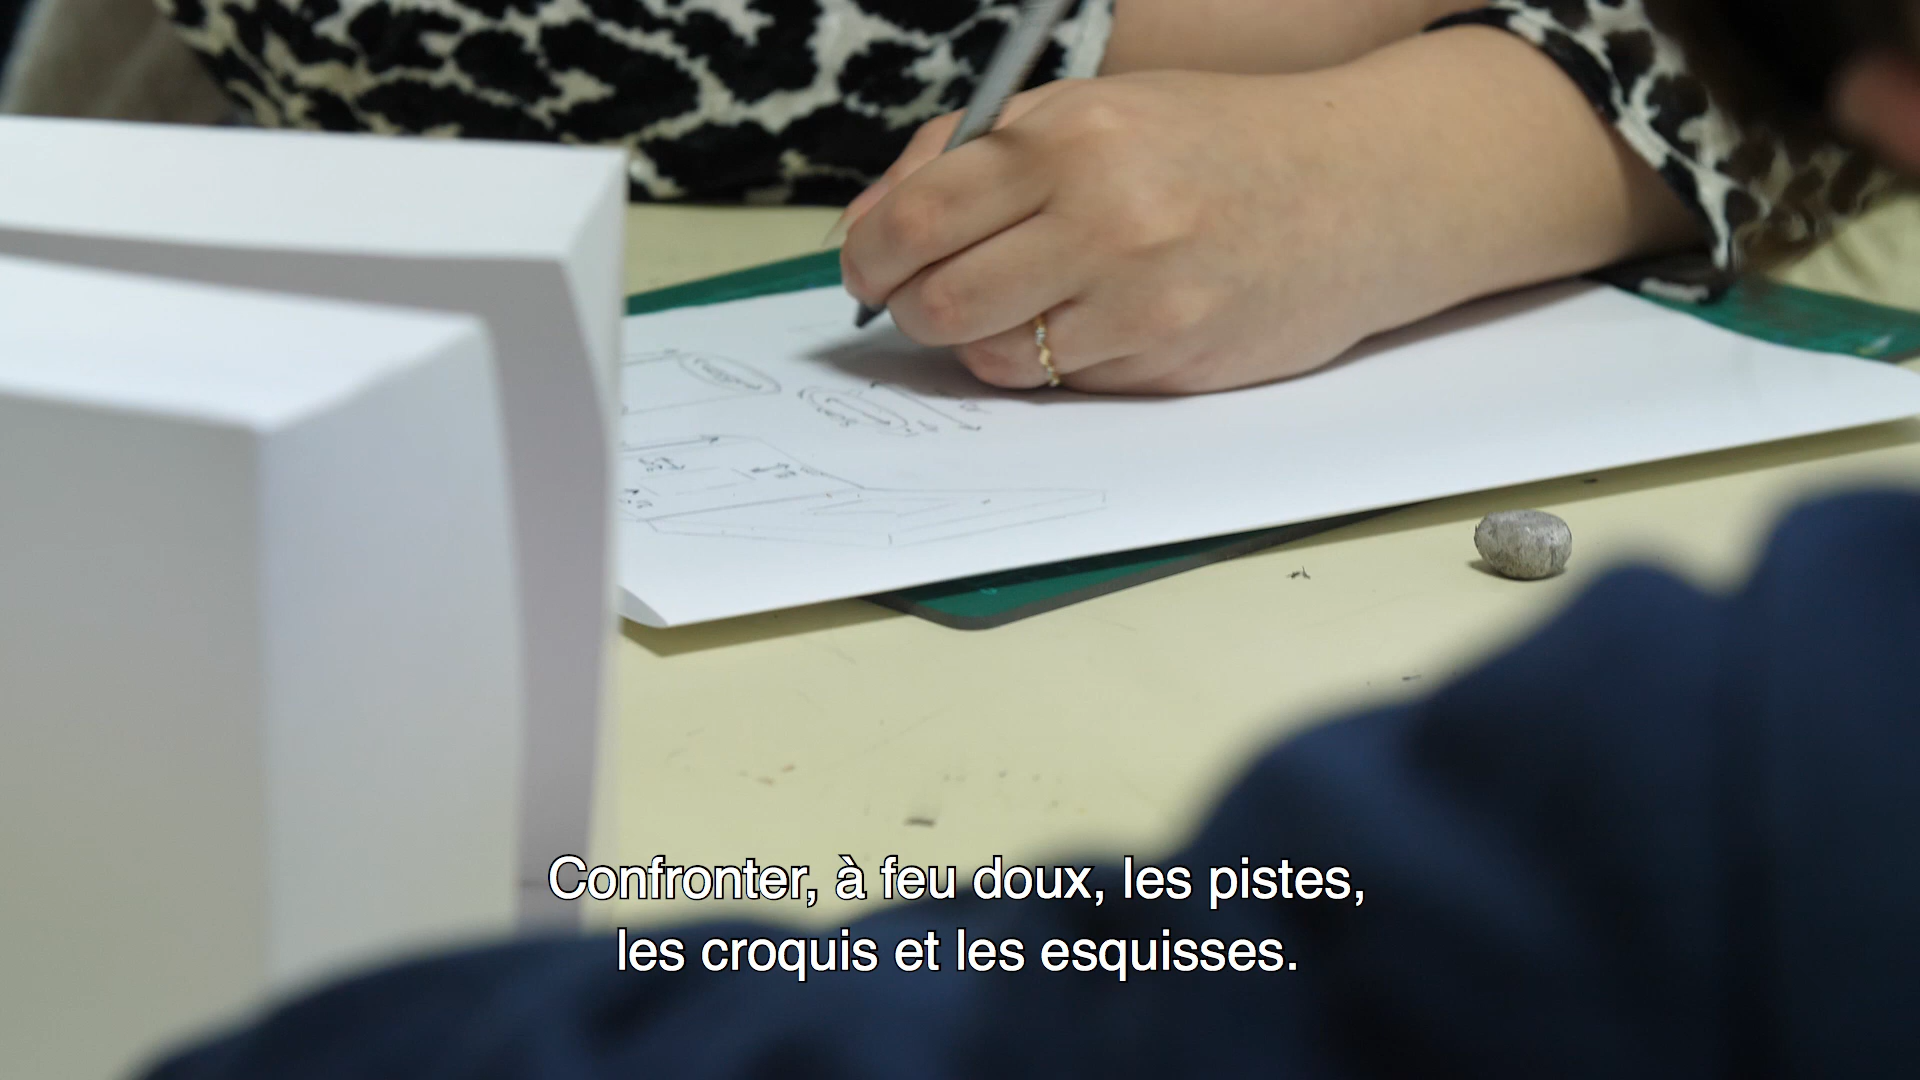 Confronter, à feu doux, les pistes,
les croquis et les esquisses.